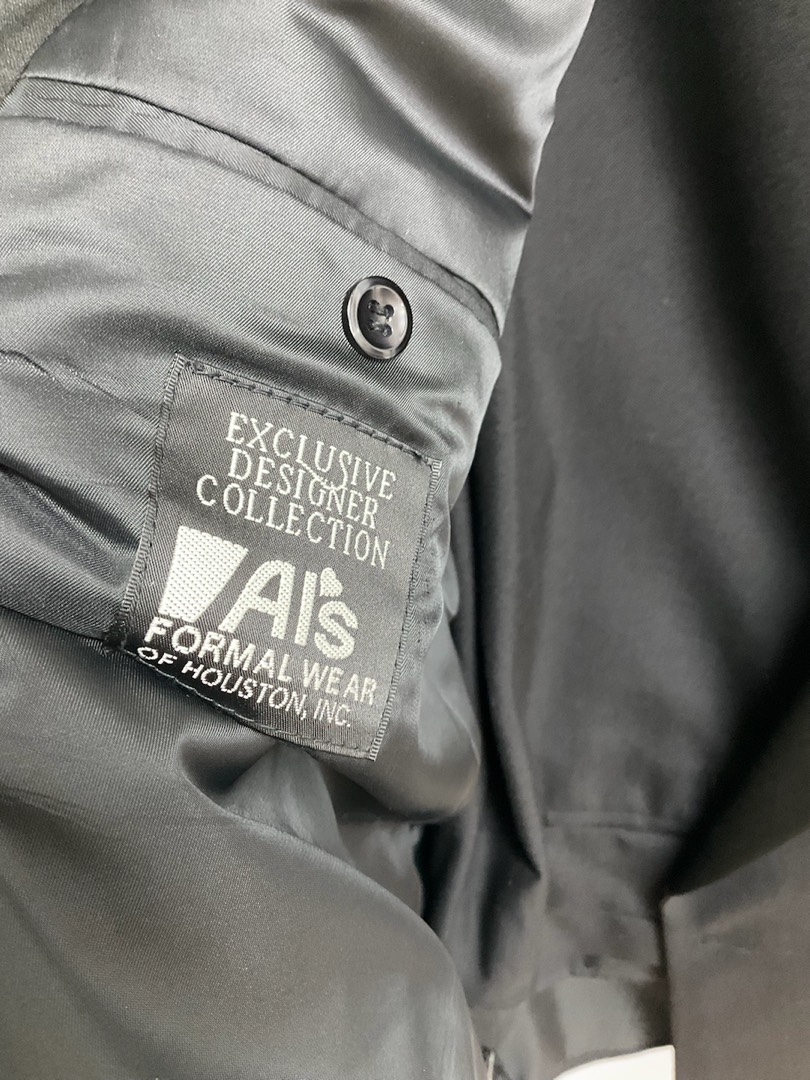 EXCLUSIVE
DESIGNER
COLLECTION
Al's
FORMAL WEAR
OF HOUSTON, INC.